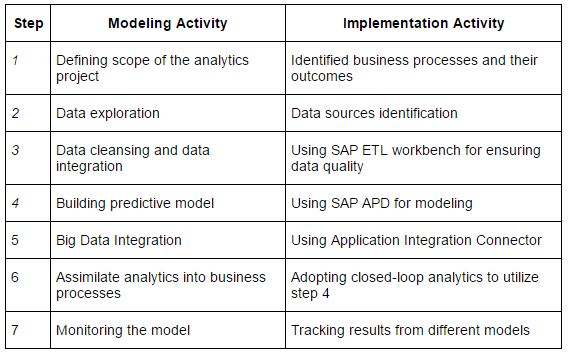 Step Modeling Activity Implementation Activity
1 Defining scope of the analytics project Identified business processes and their outcomes
2 Data exploration Data sources identification
3 Data cleansing and data integration Using SAP ETL workbench for ensuring data quality
4 Building predictive model Using SAP APD for modeling
5 Big Data Integration Using Application Integration Connector
6 Assimilate analytics into business processes Adopting closed-loop analytics to utilize step 4
7 Monitoring the model Tracking results from different models